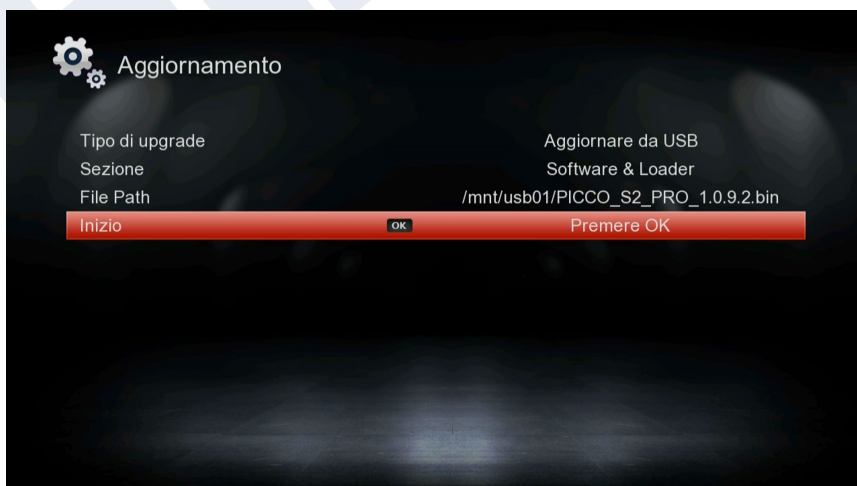 Aggiornamento
Tipo di upgrade Aggiornare da USB
Sezione Software & Loader
File Path /mnt/usb01/PICCO_S2_PRO_1.0.9.2.bin
Inizio OK Premere OK